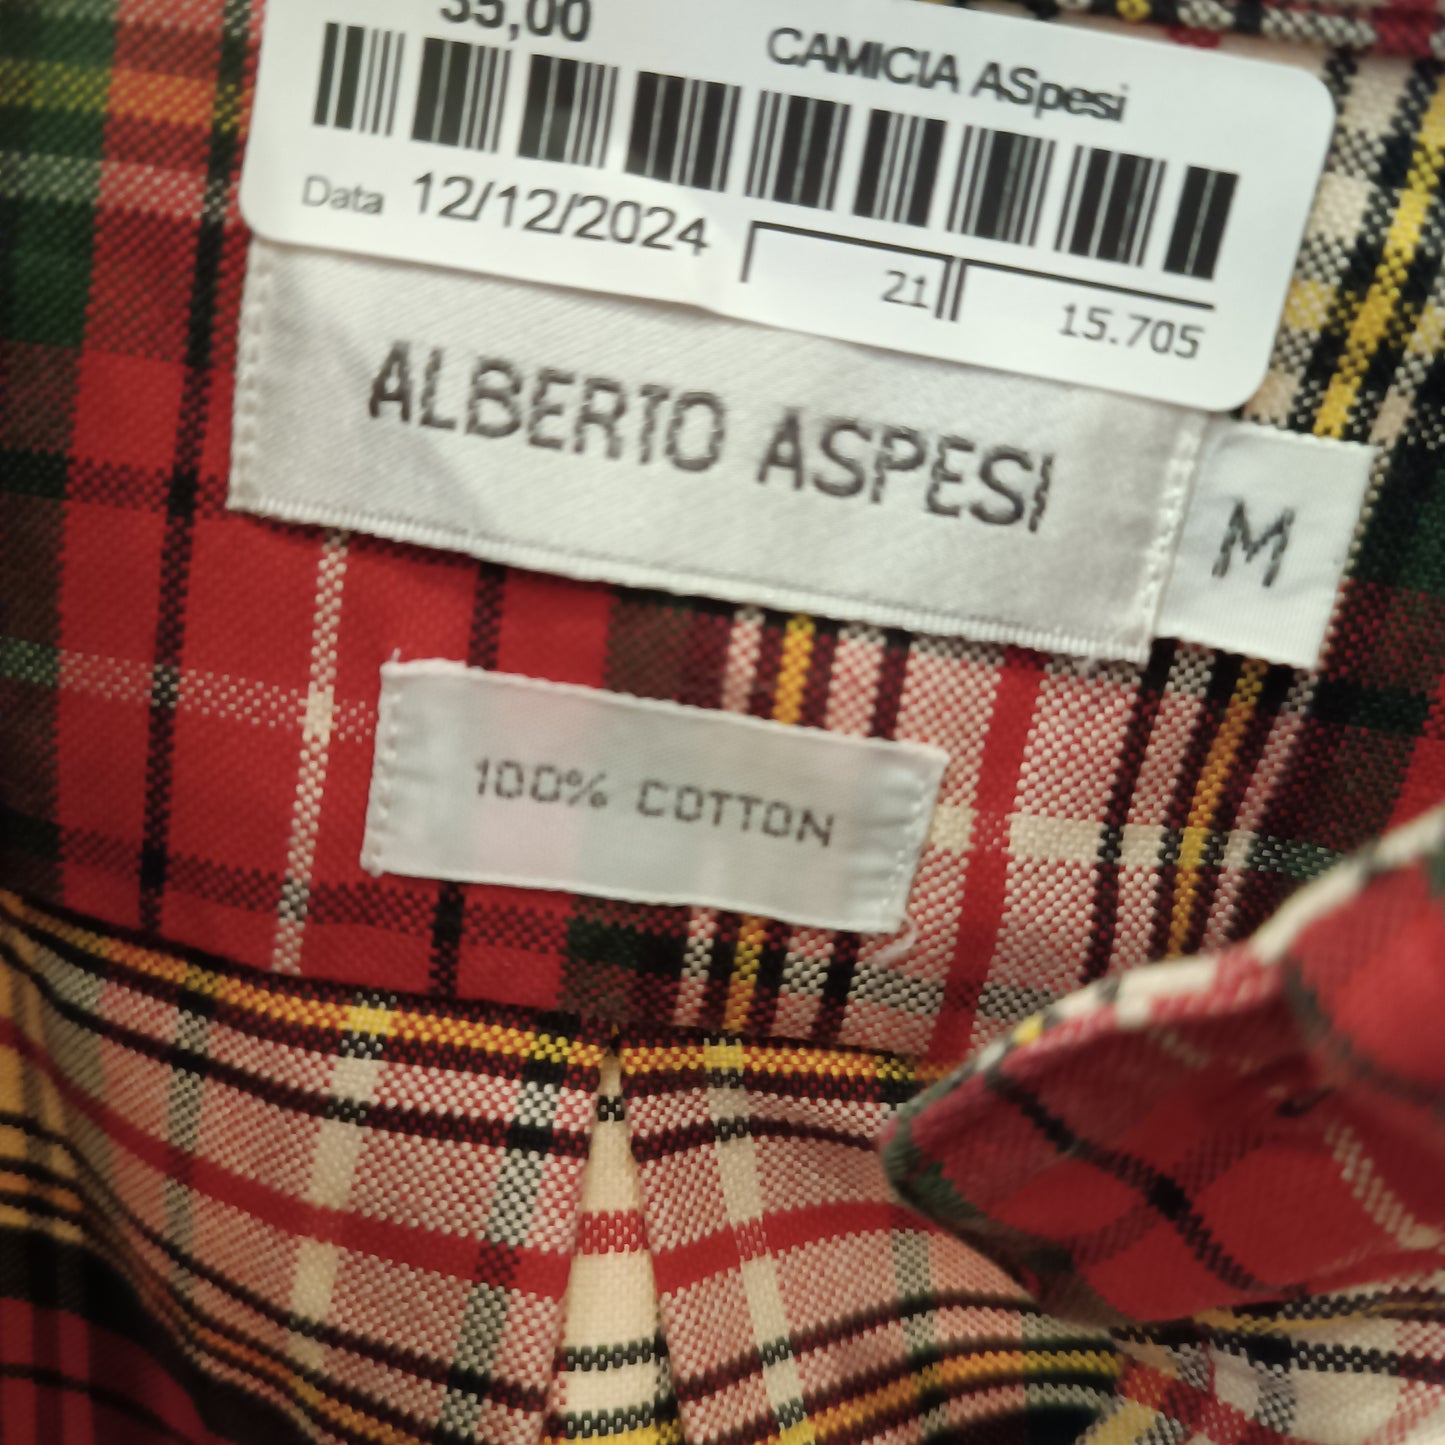 35,00
CAMICIA ASpesi
Data 12/12/2024
21
15.705
ALBERTO ASPESI
M
100% COTTON